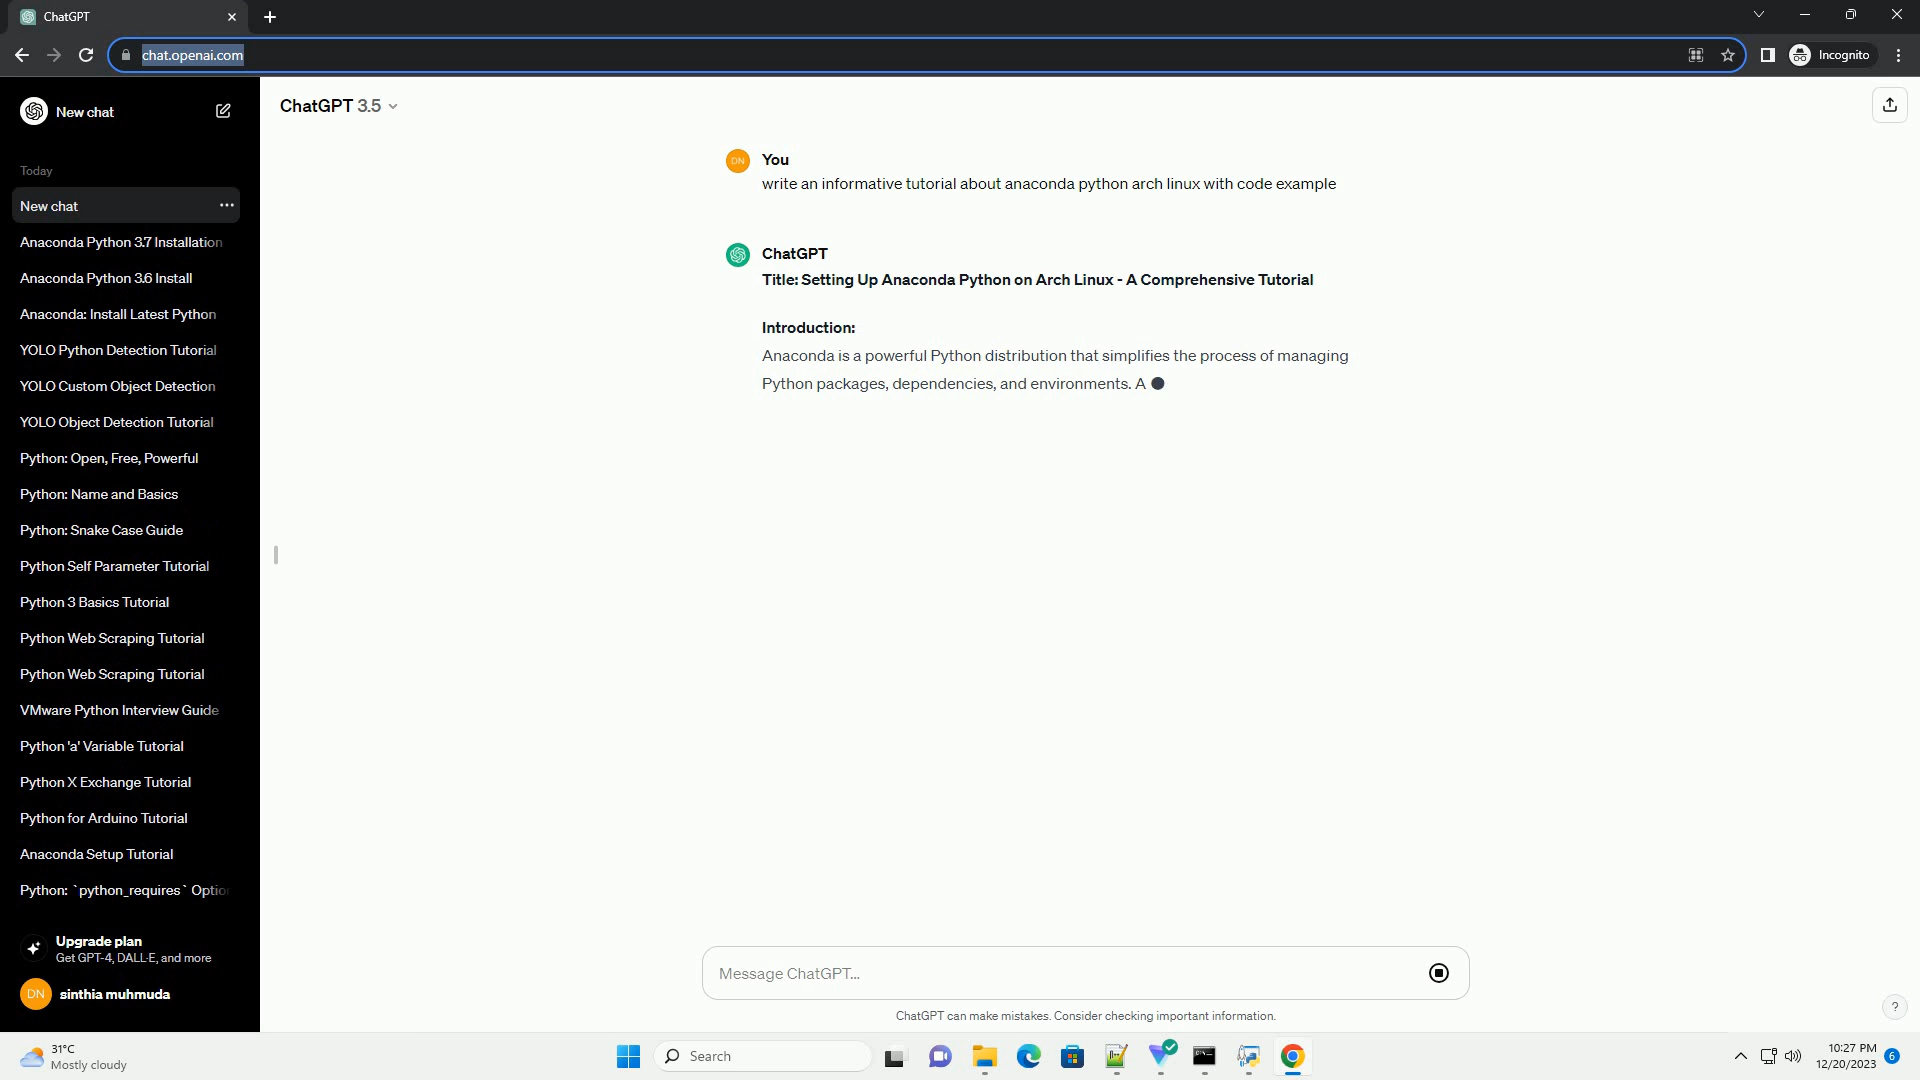 ChatGPT
chat.openai.com
Incognito
New chat
Today
New chat
Anaconda Python 3.7 Installation
Anaconda Python 3.6 Install
Anaconda: Install Latest Python
YOLO Python Detection Tutorial
YOLO Custom Object Detection
YOLO Object Detection Tutorial
Python: Open, Free, Powerful
Python: Name and Basics
Python: Snake Case Guide
Python Self Parameter Tutorial
Python 3 Basics Tutorial
Python Web Scraping Tutorial
Python Web Scraping Tutorial
VMware Python Interview Guide
Python 'a' Variable Tutorial
Python X Exchange Tutorial
Python for Arduino Tutorial
Anaconda Setup Tutorial
Python: `python_requires` Optio
Upgrade plan
Get GPT-4, DALL·E, and more
DN sinthia muhmuda
ChatGPT 3.5
DN You
write an informative tutorial about anaconda python arch linux with code example
ChatGPT
Title: Setting Up Anaconda Python on Arch Linux - A Comprehensive Tutorial
Introduction:
Anaconda is a powerful Python distribution that simplifies the process of managing
Python packages, dependencies, and environments. A
Message ChatGPT...
ChatGPT can make mistakes. Consider checking important information.
?
31°C
Mostly cloudy
Search
10:27 PM
12/20/2023
6